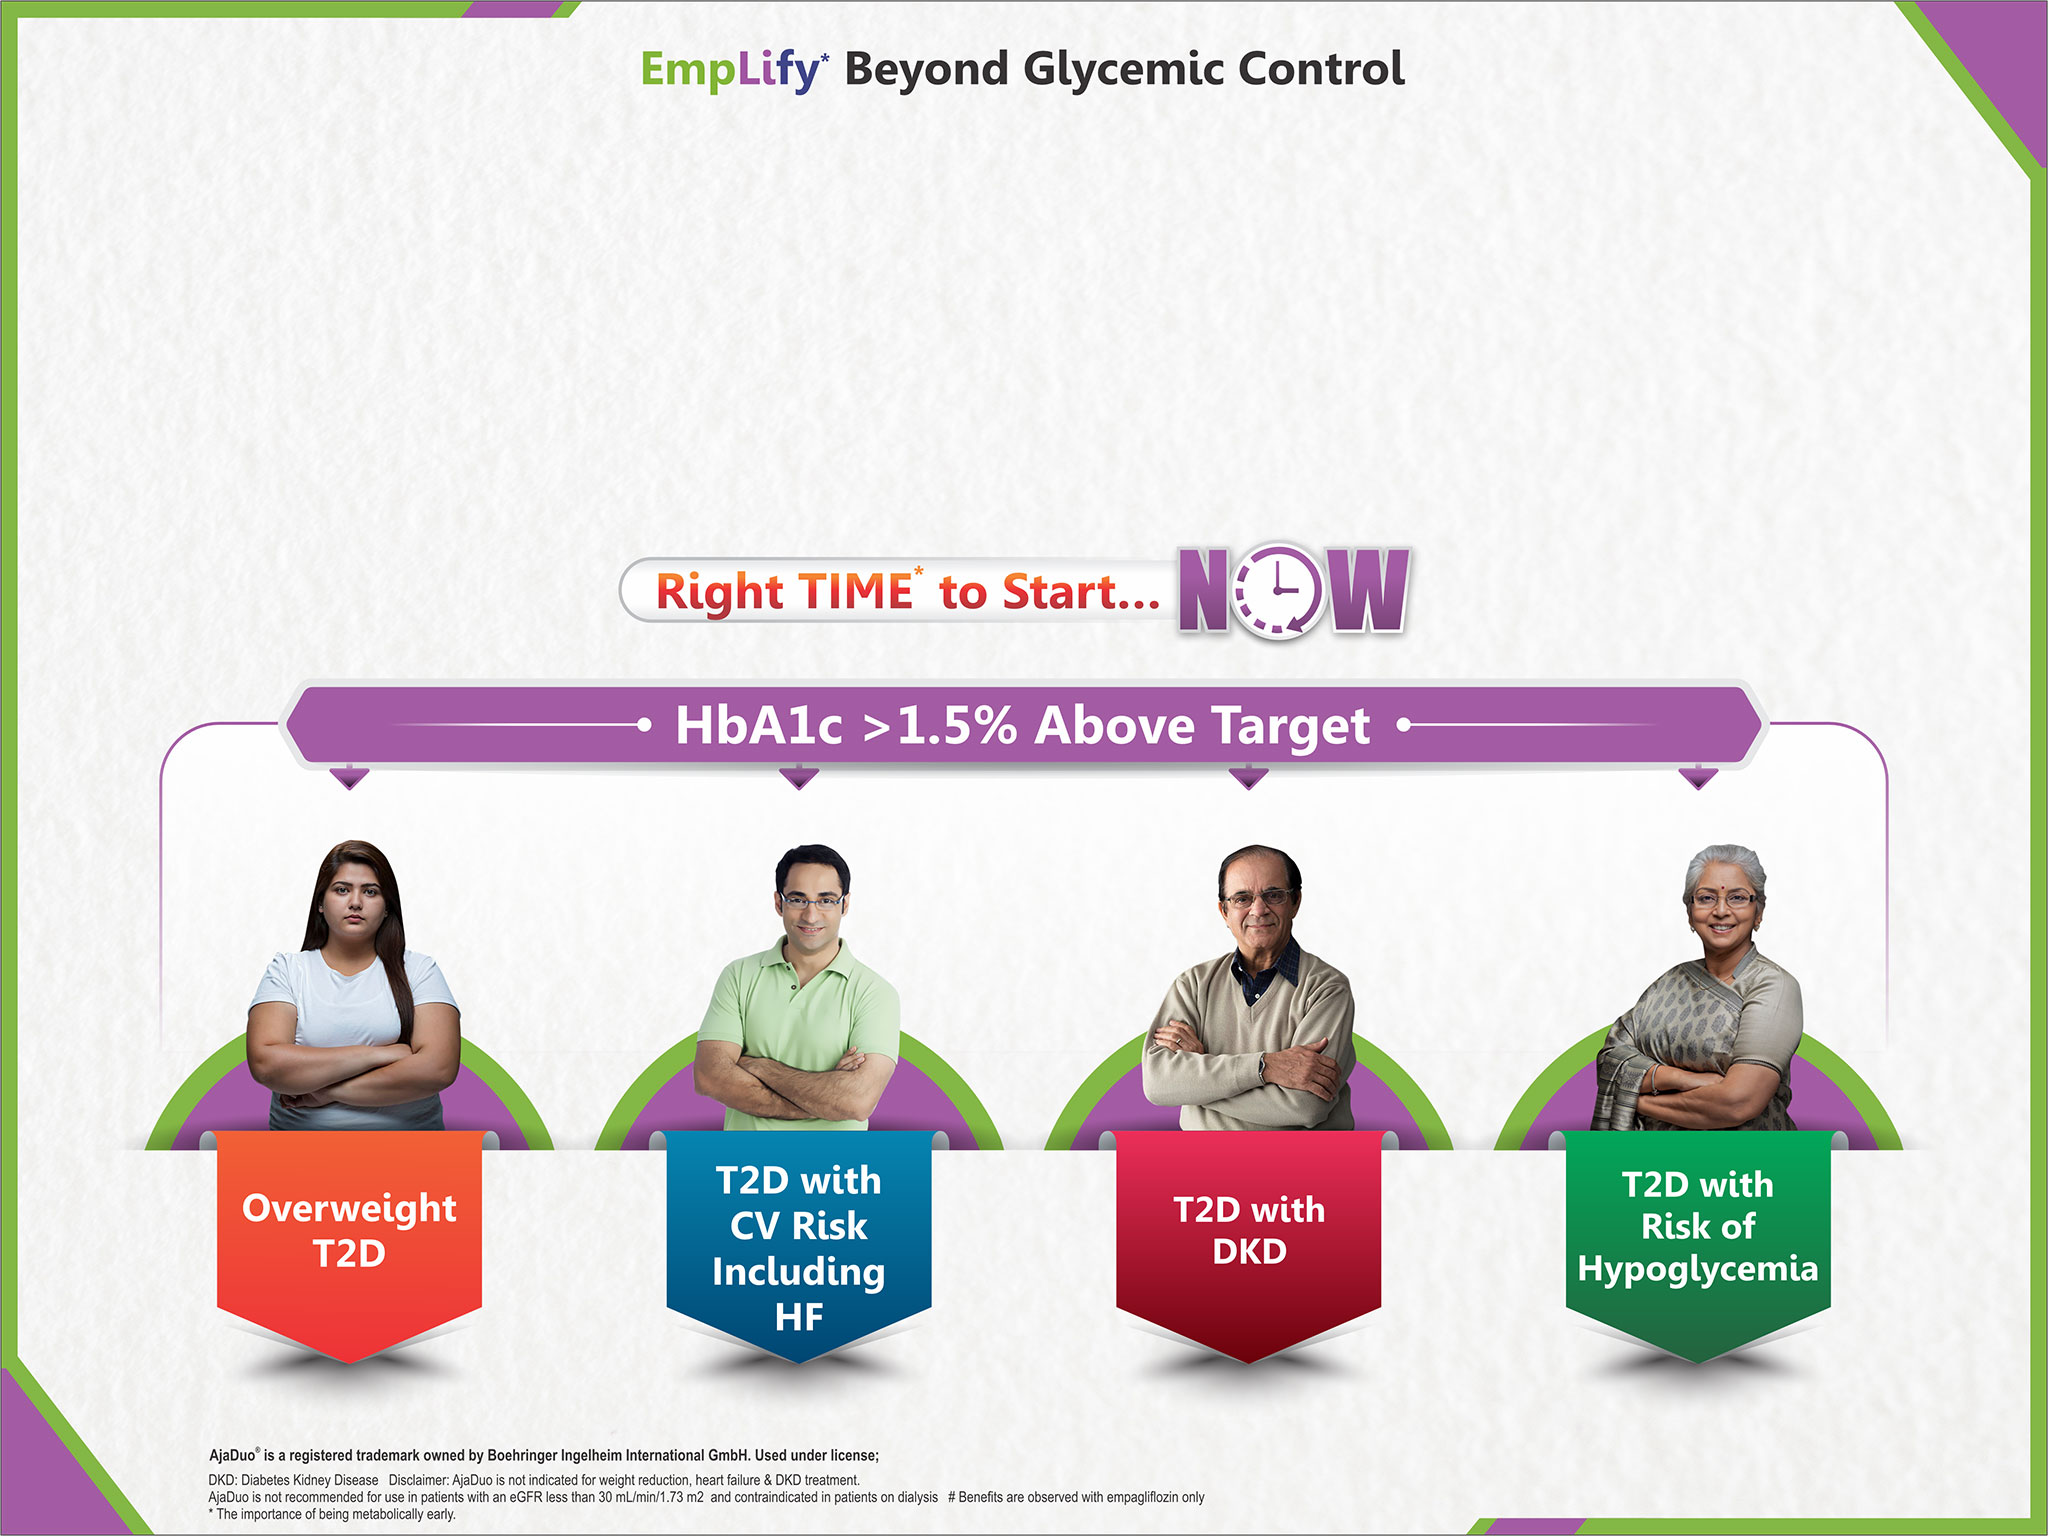 EmpLify* Beyond Glycemic Control
Right TIME* to Start... NOW
HbA1c >1.5% Above Target
Overweight
T2D
T2D with
CV Risk
Including
HF
T2D with
DKD
T2D with
Risk of
Hypoglycemia
AjaDuo® is a registered trademark owned by Boehringer Ingelheim International GmbH. Used under license;
DKD: Diabetes Kidney Disease Disclaimer: AjaDuo is not indicated for weight reduction, heart failure & DKD treatment.
AjaDuo is not recommended for use in patients with an eGFR less than 30 mL/min/1.73 m2 and contraindicated in patients on dialysis # Benefits are observed with empagliflozin only
* The importance of being metabolically early.